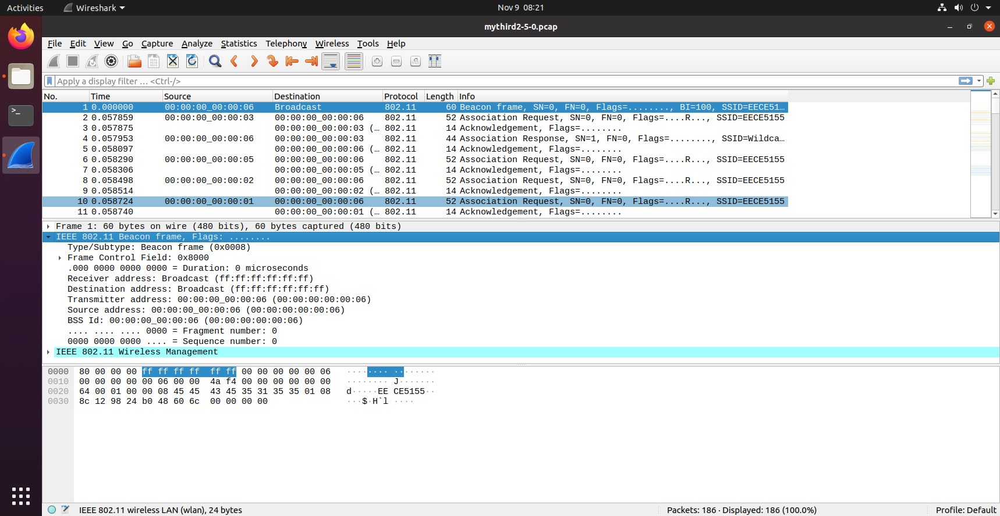 Activities Wireshark Nov 9 08:21
mythird2-5-0.pcap
File Edit View Go Capture Analyze Statistics Telephony Wireless Tools Help
Apply a display filter … <Ctrl-/>
No. Time Source Destination Protocol Length Info
1 0.000000 00:00:00_00:00:06 Broadcast 802.11 60 Beacon frame, SN=0, FN=0, Flags=........, BI=100, SSID=EECE51…
2 0.057859 00:00:00_00:00:03 00:00:00_00:00:06 802.11 52 Association Request, SN=0, FN=0, Flags=....R..., SSID=EECE5155
3 0.057875 00:00:00_00:00:03 (… 802.11 14 Acknowledgement, Flags=........
4 0.057953 00:00:00_00:00:06 00:00:00_00:00:03 802.11 44 Association Response, SN=1, FN=0, Flags=........, SSID=Wildca…
5 0.058097 00:00:00_00:00:06 (… 802.11 14 Acknowledgement, Flags=........
6 0.058290 00:00:00_00:00:05 00:00:00_00:00:06 802.11 52 Association Request, SN=0, FN=0, Flags=....R..., SSID=EECE5155
7 0.058306 00:00:00_00:00:05 (… 802.11 14 Acknowledgement, Flags=........
8 0.058498 00:00:00_00:00:02 00:00:00_00:00:06 802.11 52 Association Request, SN=0, FN=0, Flags=....R..., SSID=EECE5155
9 0.058514 00:00:00_00:00:02 (… 802.11 14 Acknowledgement, Flags=........
10 0.058724 00:00:00_00:00:01 00:00:00_00:00:06 802.11 52 Association Request, SN=0, FN=0, Flags=....R..., SSID=EECE5155
11 0.058740 00:00:00_00:00:01 (… 802.11 14 Acknowledgement, Flags=........
Frame 1: 60 bytes on wire (480 bits), 60 bytes captured (480 bits)
IEEE 802.11 Beacon frame, Flags: ........
Type/Subtype: Beacon frame (0x0008)
Frame Control Field: 0x8000
.000 0000 0000 0000 = Duration: 0 microseconds
Receiver address: Broadcast (ff:ff:ff:ff:ff:ff)
Destination address: Broadcast (ff:ff:ff:ff:ff:ff)
Transmitter address: 00:00:00_00:00:06 (00:00:00:00:00:06)
Source address: 00:00:00_00:00:06 (00:00:00:00:00:06)
BSS Id: 00:00:00_00:00:06 (00:00:00:00:00:06)
.... .... .... 0000 = Fragment number: 0
0000 0000 0000 .... = Sequence number: 0
IEEE 802.11 Wireless Management
0000 80 00 00 00 ff ff ff ff ff ff 00 00 00 00 00 06 ········ ········
0010 00 00 00 00 00 06 00 00 4a f4 00 00 00 00 00 00 ········ J·······
0020 64 00 01 00 00 08 45 45 43 45 35 31 35 35 01 08 d·····EE CE5155··
0030 8c 12 98 24 b0 48 60 6c 00 00 00 00 ···$·H`l ····
IEEE 802.11 wireless LAN (wlan), 24 bytes Packets: 186 · Displayed: 186 (100.0%) Profile: Default